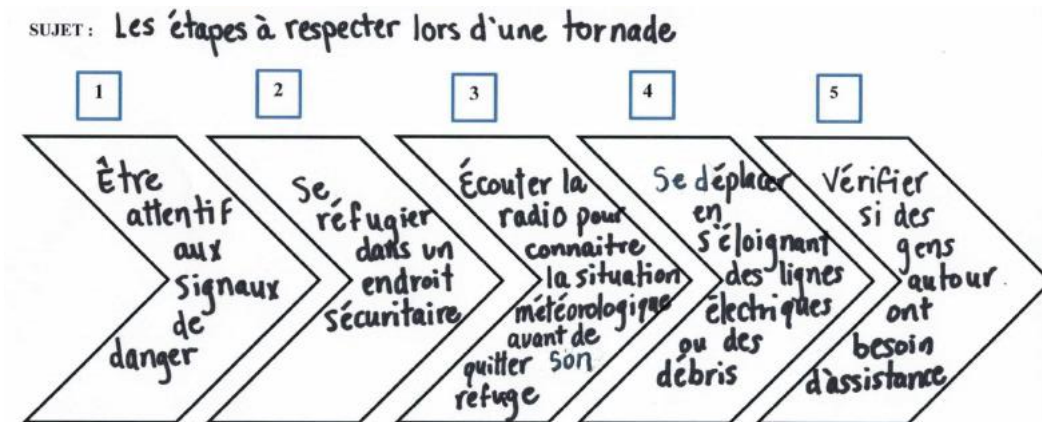 SUJET : Les étapes à respecter lors d'une tornade
1
2
3
4
5
Être
attentif
aux
signaux
de
danger
Se
réfugier
dans un
endroit
sécuritaire
Écouter la
radio pour
connaitre
la situation
météorologique
avant de
quitter son
refuge
Se déplacer
en
s'éloignant
des lignes
électriques
ou des
débris
Vérifier
si des
gens
autour
ont
besoin
d'assistance